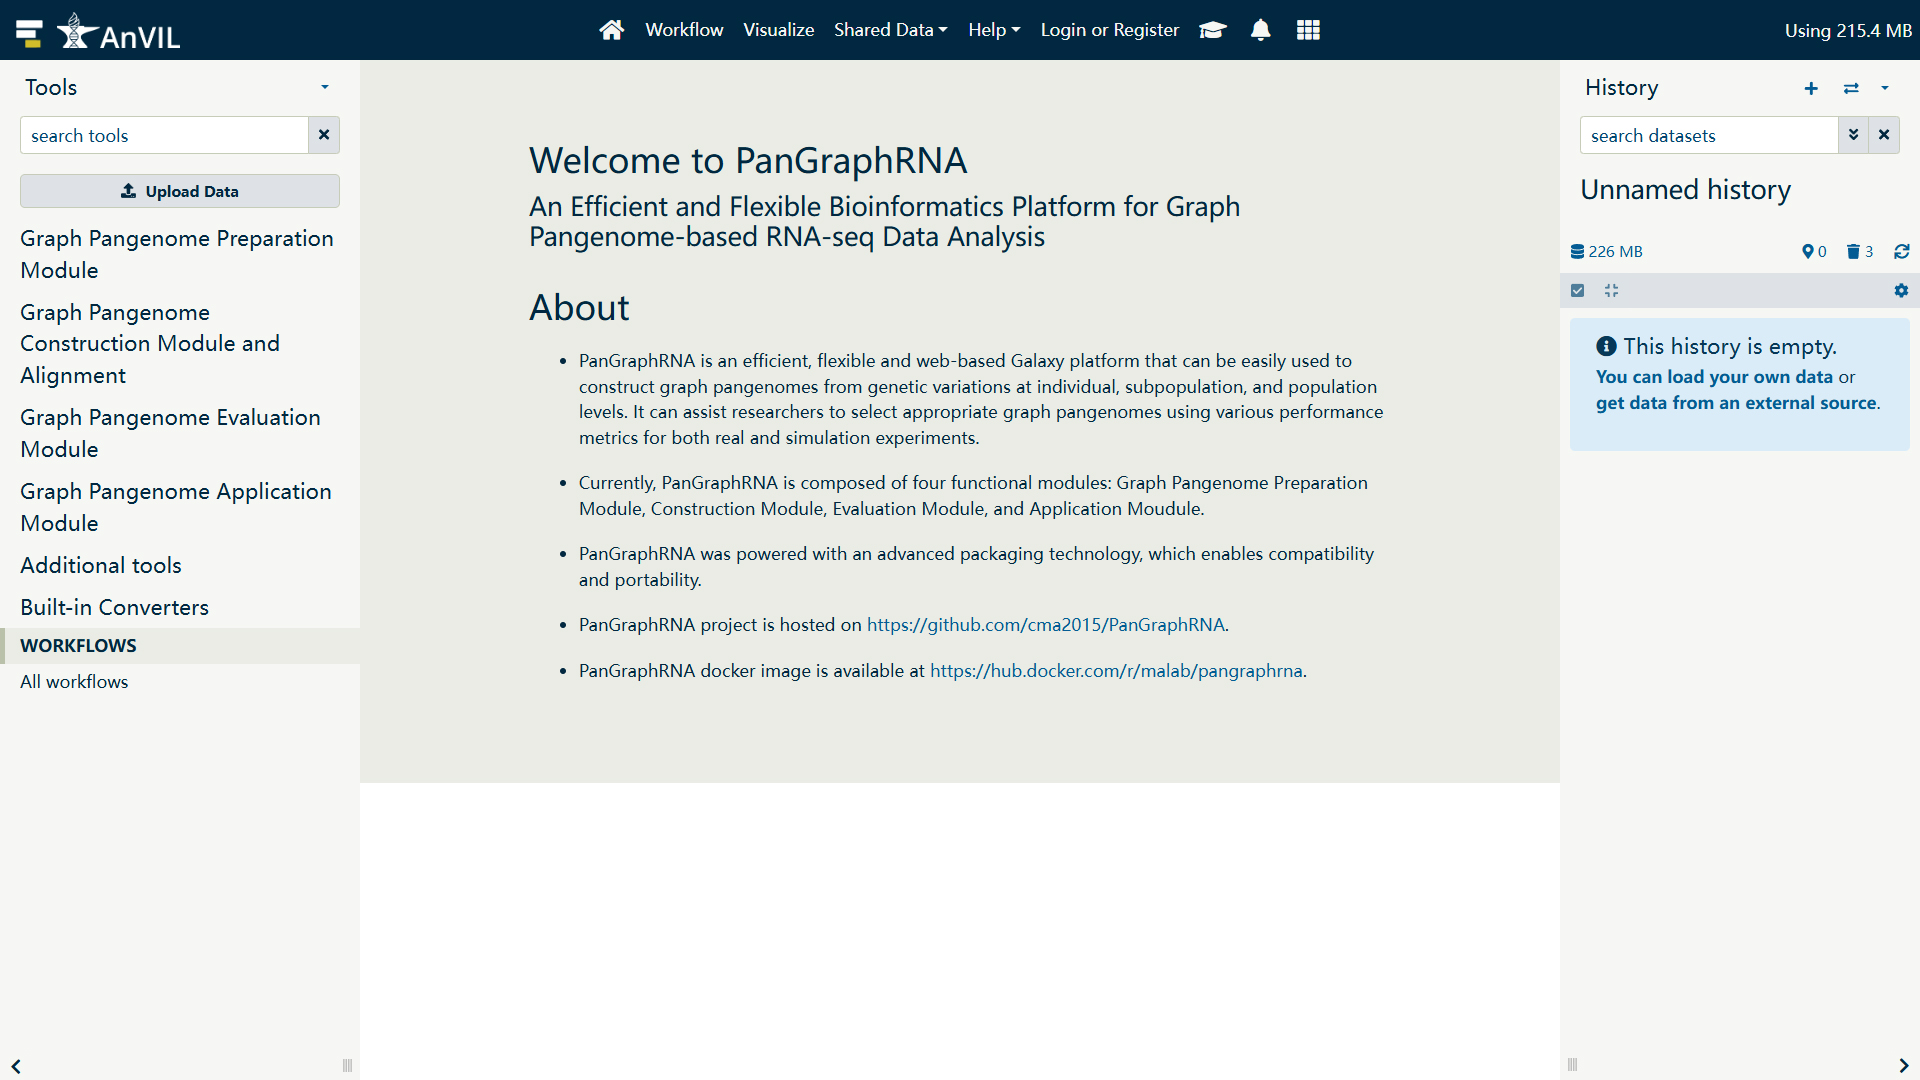 AnVIL
Workflow Visualize Shared Data Help Login or Register
Using 215.4 MB
Tools
search tools
Upload Data
Graph Pangenome Preparation
Module
Graph Pangenome
Construction Module and
Alignment
Graph Pangenome Evaluation
Module
Graph Pangenome Application
Module
Additional tools
Built-in Converters
WORKFLOWS
All workflows
Welcome to PanGraphRNA
An Efficient and Flexible Bioinformatics Platform for Graph
Pangenome-based RNA-seq Data Analysis
About
• PanGraphRNA is an efficient, flexible and web-based Galaxy platform that can be easily used to
construct graph pangenomes from genetic variations at individual, subpopulation, and population
levels. It can assist researchers to select appropriate graph pangenomes using various performance
metrics for both real and simulation experiments.
• Currently, PanGraphRNA is composed of four functional modules: Graph Pangenome Preparation
Module, Construction Module, Evaluation Module, and Application Moudule.
• PanGraphRNA was powered with an advanced packaging technology, which enables compatibility
and portability.
• PanGraphRNA project is hosted on https://github.com/cma2015/PanGraphRNA.
• PanGraphRNA docker image is available at https://hub.docker.com/r/malab/pangraphrna.
History
search datasets
Unnamed history
226 MB 0 3
This history is empty.
You can load your own data or
get data from an external source.